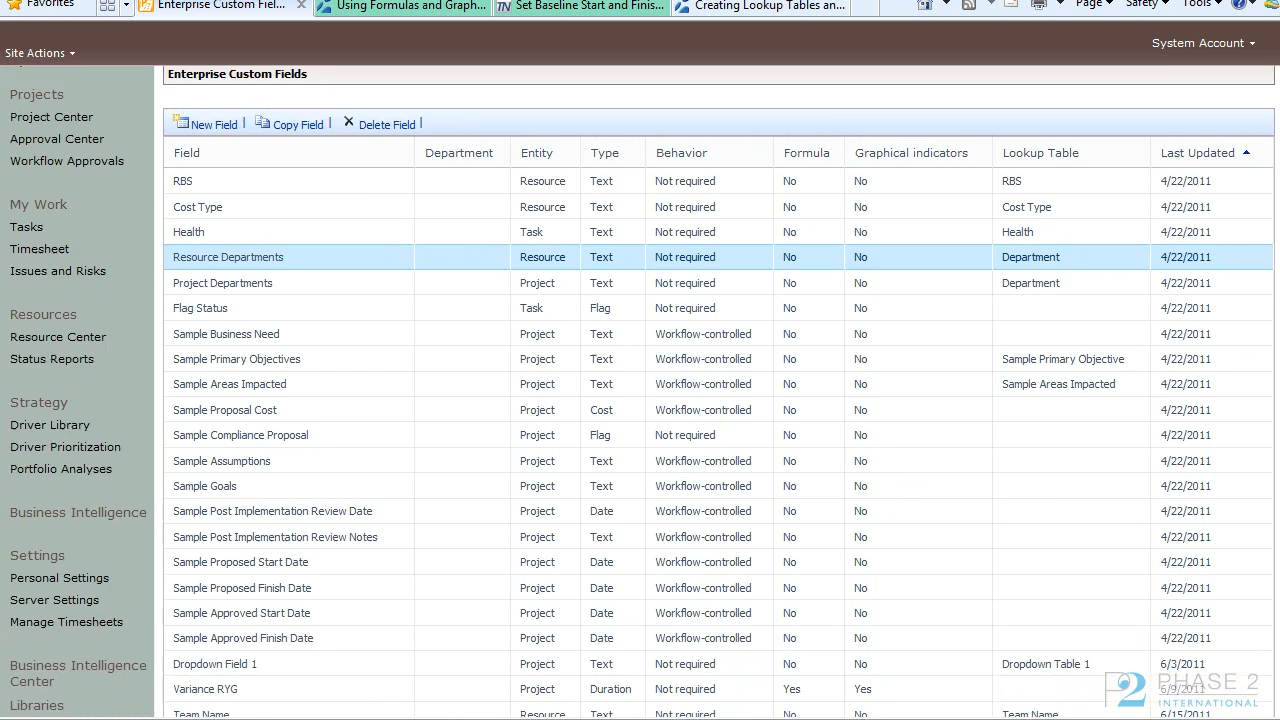 Favorites Enterprise Custom Fiel... Using Formulas and Graph... TN Set Baseline Start and Finis... Creating Lookup Tables an... Page Safety Tools
Site Actions System Account
Enterprise Custom Fields
New Field | Copy Field | Delete Field |
Field Department Entity Type Behavior Formula Graphical indicators Lookup Table Last Updated
RBS Resource Text Not required No No RBS 4/22/2011
Cost Type Resource Text Not required No No Cost Type 4/22/2011
Health Task Text Not required No No Health 4/22/2011
Resource Departments Resource Text Not required No No Department 4/22/2011
Project Departments Project Text Not required No No Department 4/22/2011
Flag Status Task Flag Not required No No 4/22/2011
Sample Business Need Project Text Workflow-controlled No No 4/22/2011
Sample Primary Objectives Project Text Workflow-controlled No No Sample Primary Objective 4/22/2011
Sample Areas Impacted Project Text Workflow-controlled No No Sample Areas Impacted 4/22/2011
Sample Proposal Cost Project Cost Workflow-controlled No No 4/22/2011
Sample Compliance Proposal Project Flag Not required No No 4/22/2011
Sample Assumptions Project Text Workflow-controlled No No 4/22/2011
Sample Goals Project Text Workflow-controlled No No 4/22/2011
Sample Post Implementation Review Date Project Date Workflow-controlled No No 4/22/2011
Sample Post Implementation Review Notes Project Text Workflow-controlled No No 4/22/2011
Sample Proposed Start Date Project Date Workflow-controlled No No 4/22/2011
Sample Proposed Finish Date Project Date Workflow-controlled No No 4/22/2011
Sample Approved Start Date Project Date Workflow-controlled No No 4/22/2011
Sample Approved Finish Date Project Date Workflow-controlled No No 4/22/2011
Dropdown Field 1 Project Text Not required No No Dropdown Table 1 6/3/2011
Variance RYG Project Duration Not required Yes Yes 6/9/2011
Team Name Resource Text Not required No No Team Name 6/15/2011
Projects
Project Center
Approval Center
Workflow Approvals
My Work
Tasks
Timesheet
Issues and Risks
Resources
Resource Center
Status Reports
Strategy
Driver Library
Driver Prioritization
Portfolio Analyses
Business Intelligence
Settings
Personal Settings
Server Settings
Manage Timesheets
Business Intelligence
Center
Libraries
P2 PHASE 2
INTERNATIONAL